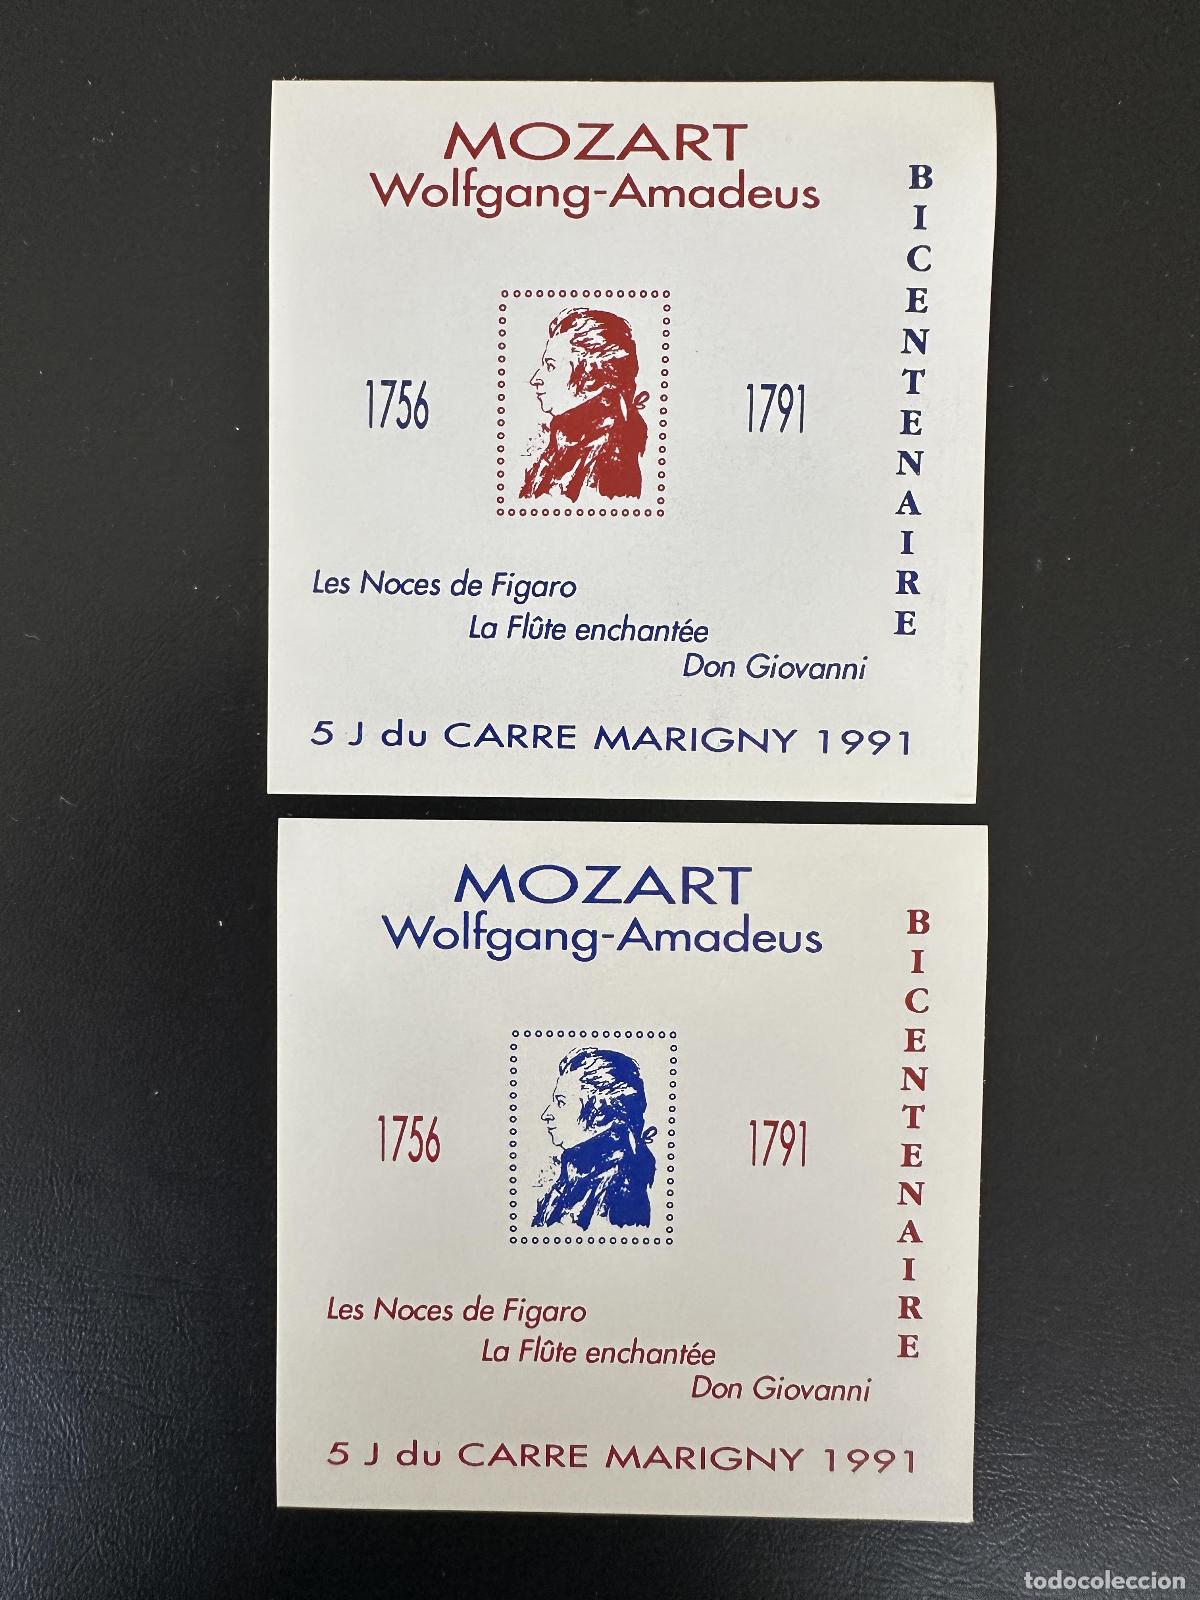 MOZART
Wolfgang-Amadeus
BICENTENAIRE
1756 1791
Les Noces de Figaro
La Flûte enchantée
Don Giovanni
5 J du CARRE MARIGNY 1991
MOZART
Wolfgang-Amadeus
BICENTENAIRE
1756 1791
Les Noces de Figaro
La Flûte enchantée
Don Giovanni
5 J du CARRE MARIGNY 1991
todocoleccion